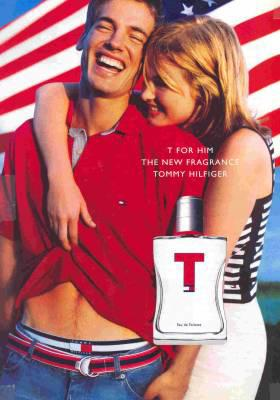 T FOR HIM
THE NEW FRAGRANCE
TOMMY HILFIGER
T
Eau de Toilette